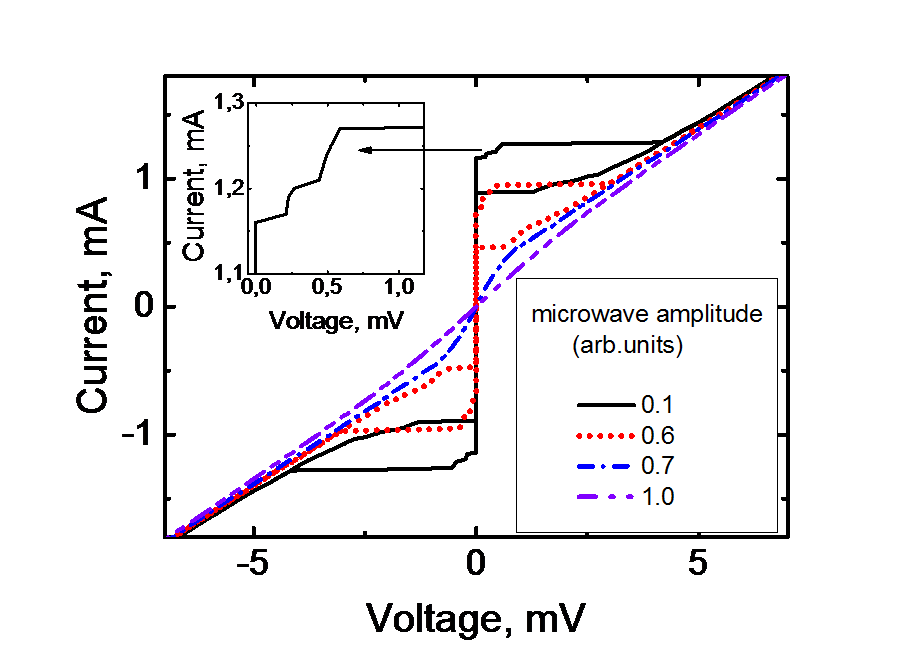 1,3
1,2
1,1
Current, mA
0,0 0,5 1,0
Voltage, mV
1
0
-1
Current, mA
microwave amplitude
(arb.units)
0.1
0.6
0.7
1.0
-5 0 5
Voltage, mV